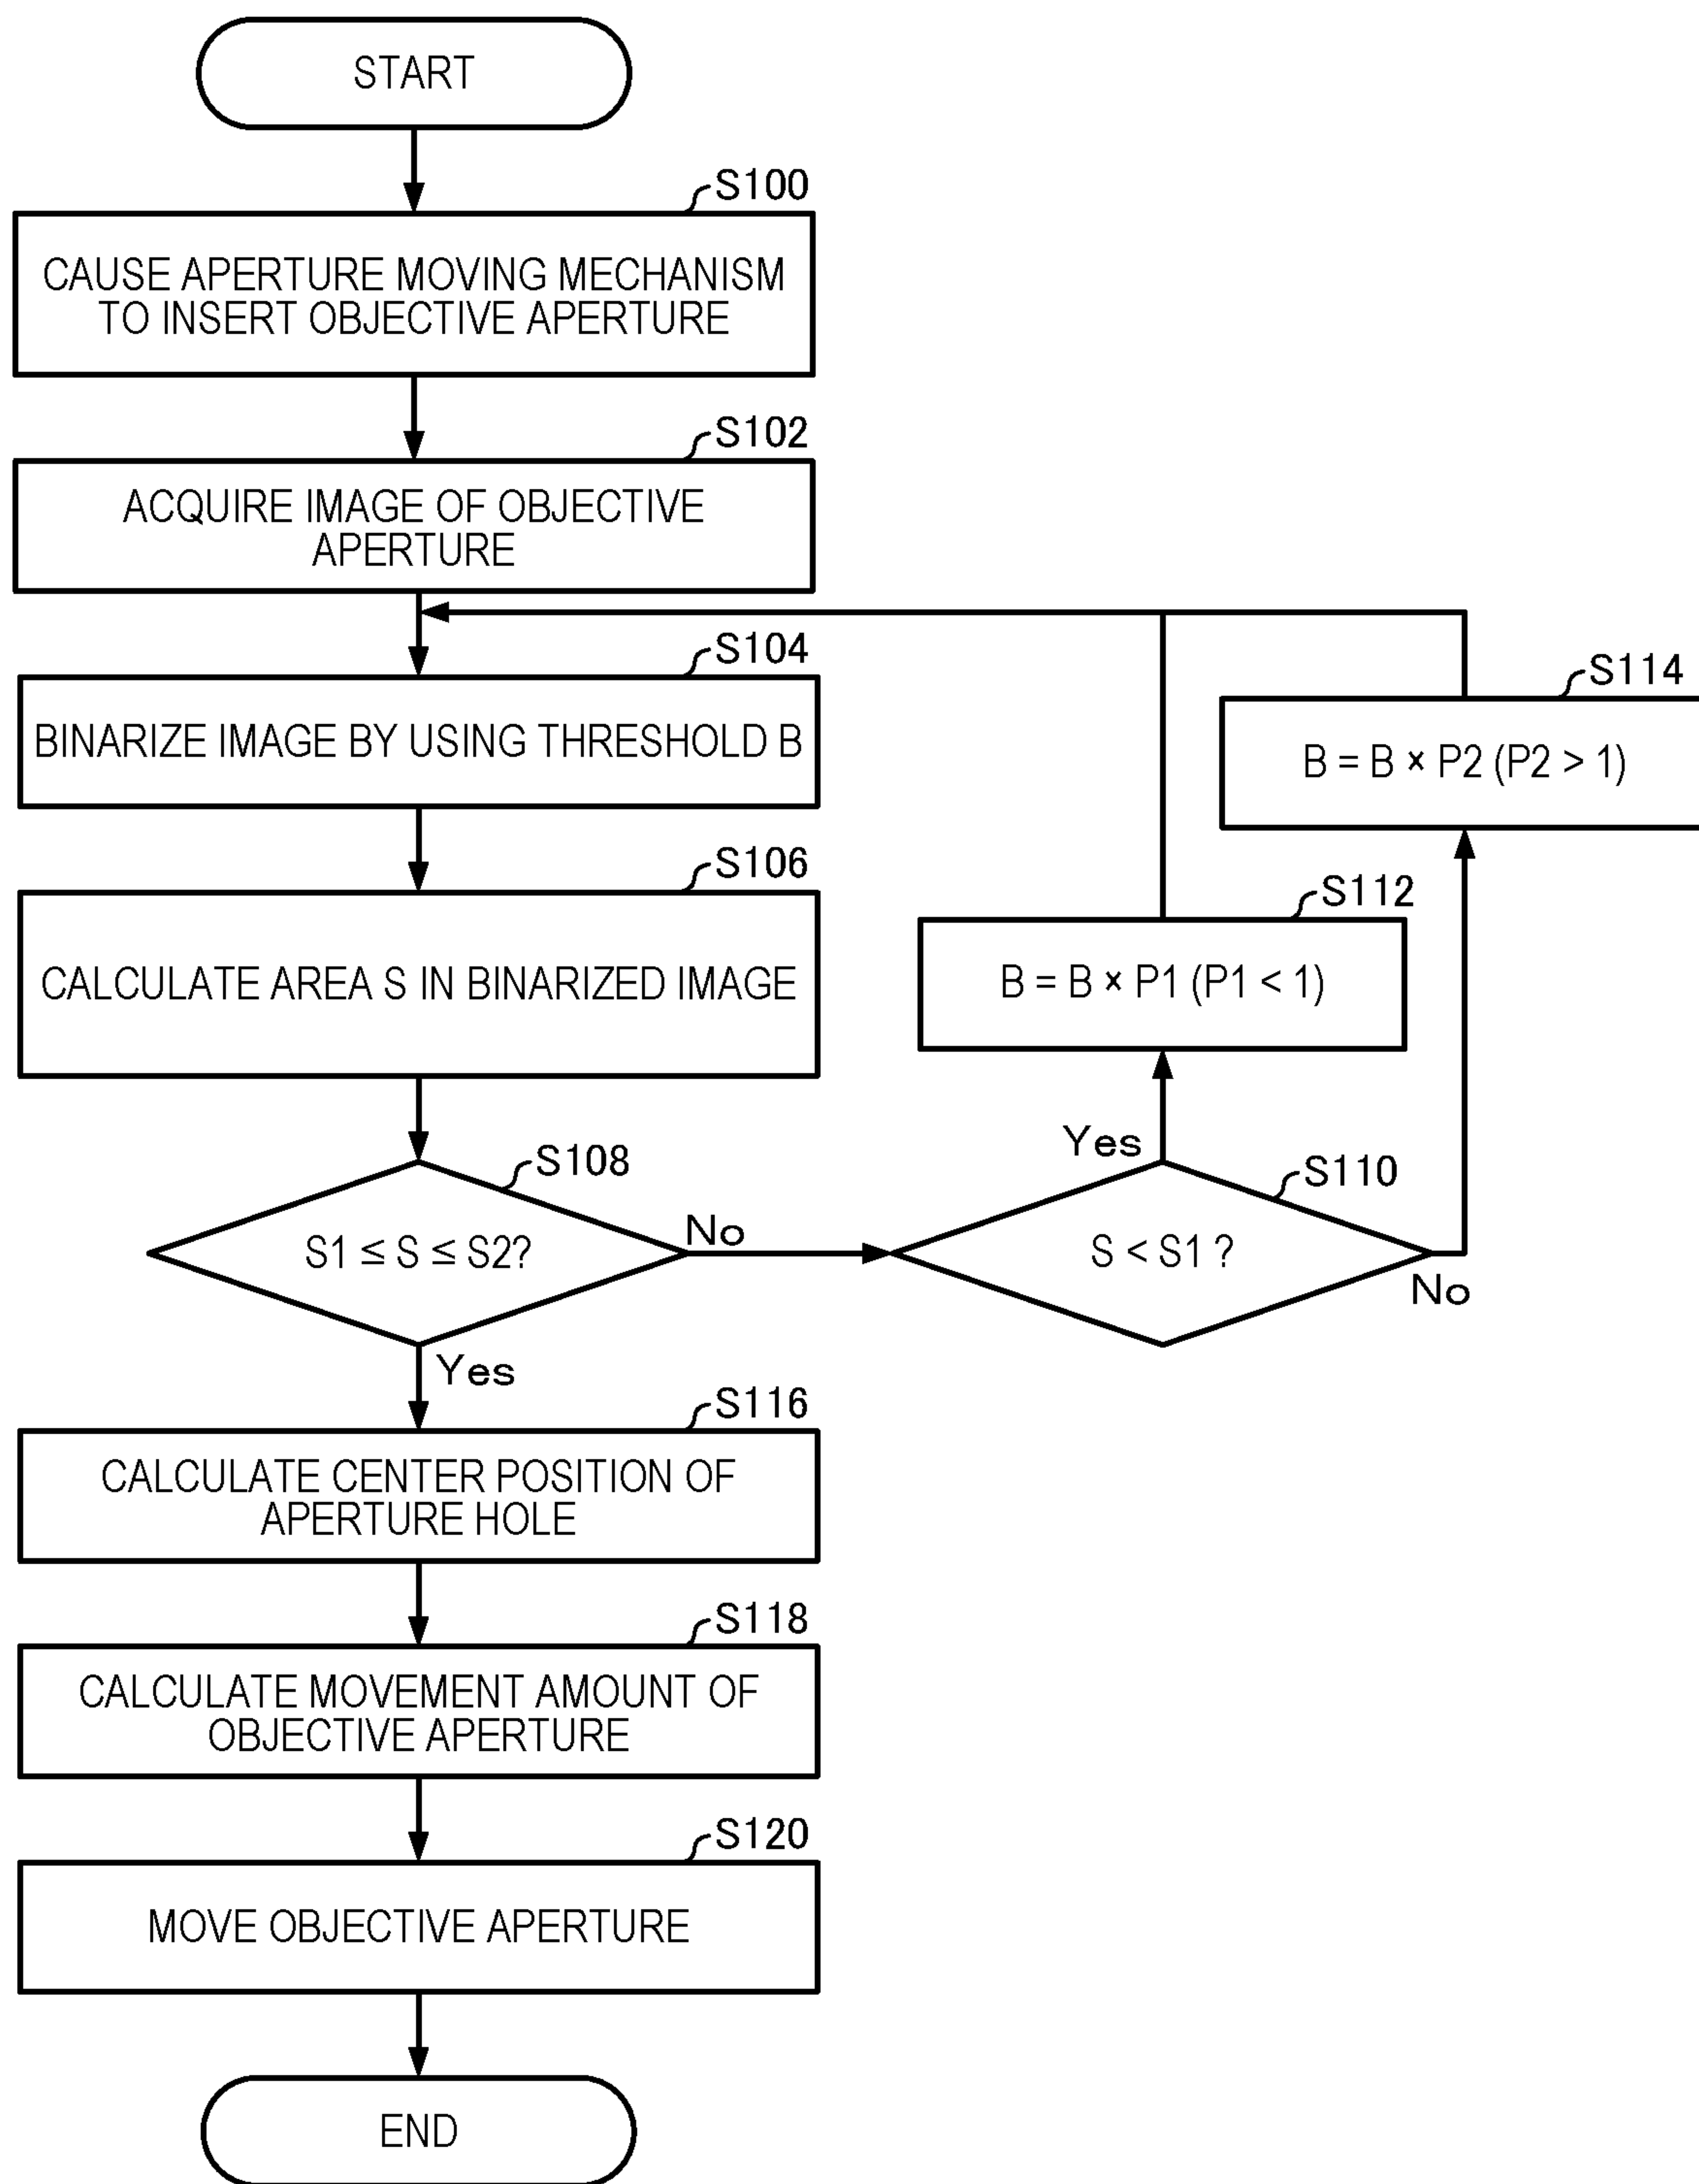 START
S100
CAUSE APERTURE MOVING MECHANISM
TO INSERT OBJECTIVE APERTURE
S102
ACQUIRE IMAGE OF OBJECTIVE
APERTURE
S104
BINARIZE IMAGE BY USING THRESHOLD B
S114
B = B × P2 (P2 > 1)
S106
CALCULATE AREA S IN BINARIZED IMAGE
S112
B = B × P1 (P1 < 1)
S108
S1 ≤ S ≤ S2?
No
Yes
S110
S < S1 ?
No
Yes
S116
CALCULATE CENTER POSITION OF
APERTURE HOLE
S118
CALCULATE MOVEMENT AMOUNT OF
OBJECTIVE APERTURE
S120
MOVE OBJECTIVE APERTURE
END